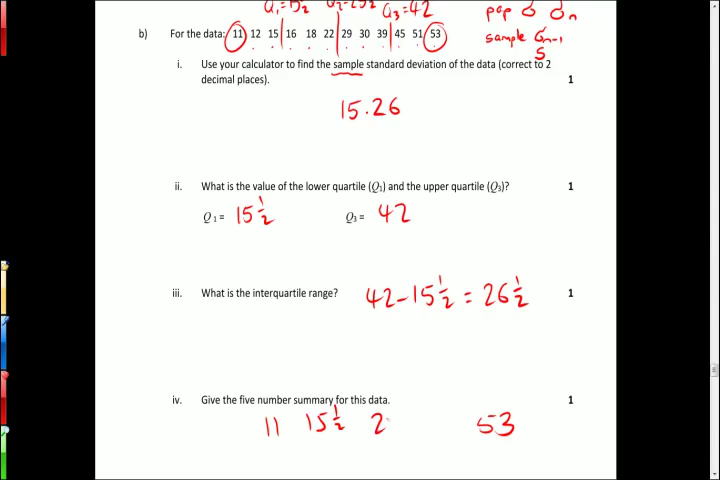 Q₁=15½ Q₂=25½ Q₃=42
pop σ σn
b) For the data: 11 12 15 16 18 22 29 30 39 45 51 53
sample σn-1
s
i. Use your calculator to find the sample standard deviation of the data (correct to 2
decimal places). 1
15.26
ii. What is the value of the lower quartile (Q₁) and the upper quartile (Q₃)? 1
Q₁ = 15½ Q₃ = 42
iii. What is the interquartile range? 42-15½ = 26½ 1
iv. Give the five number summary for this data. 1
11 15½ 2 53